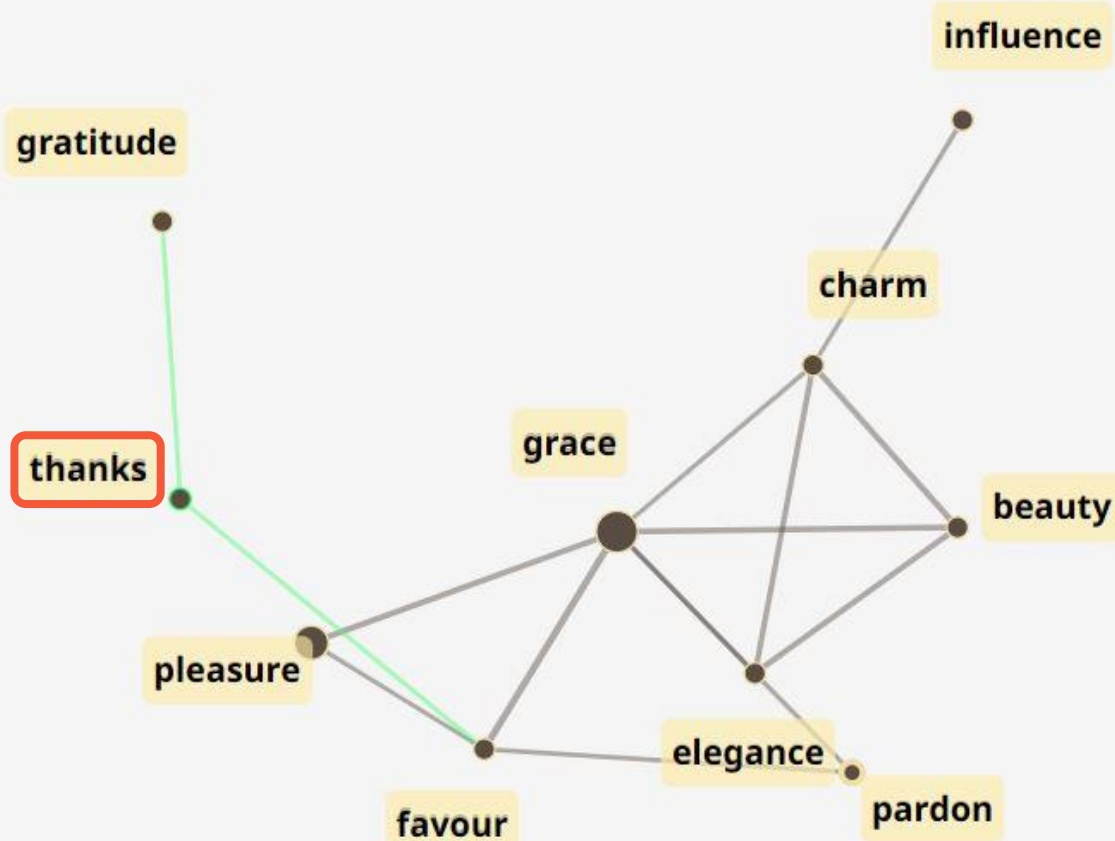 influence
gratitude
charm
grace
thanks
beauty
pleasure
elegance
pardon
favour